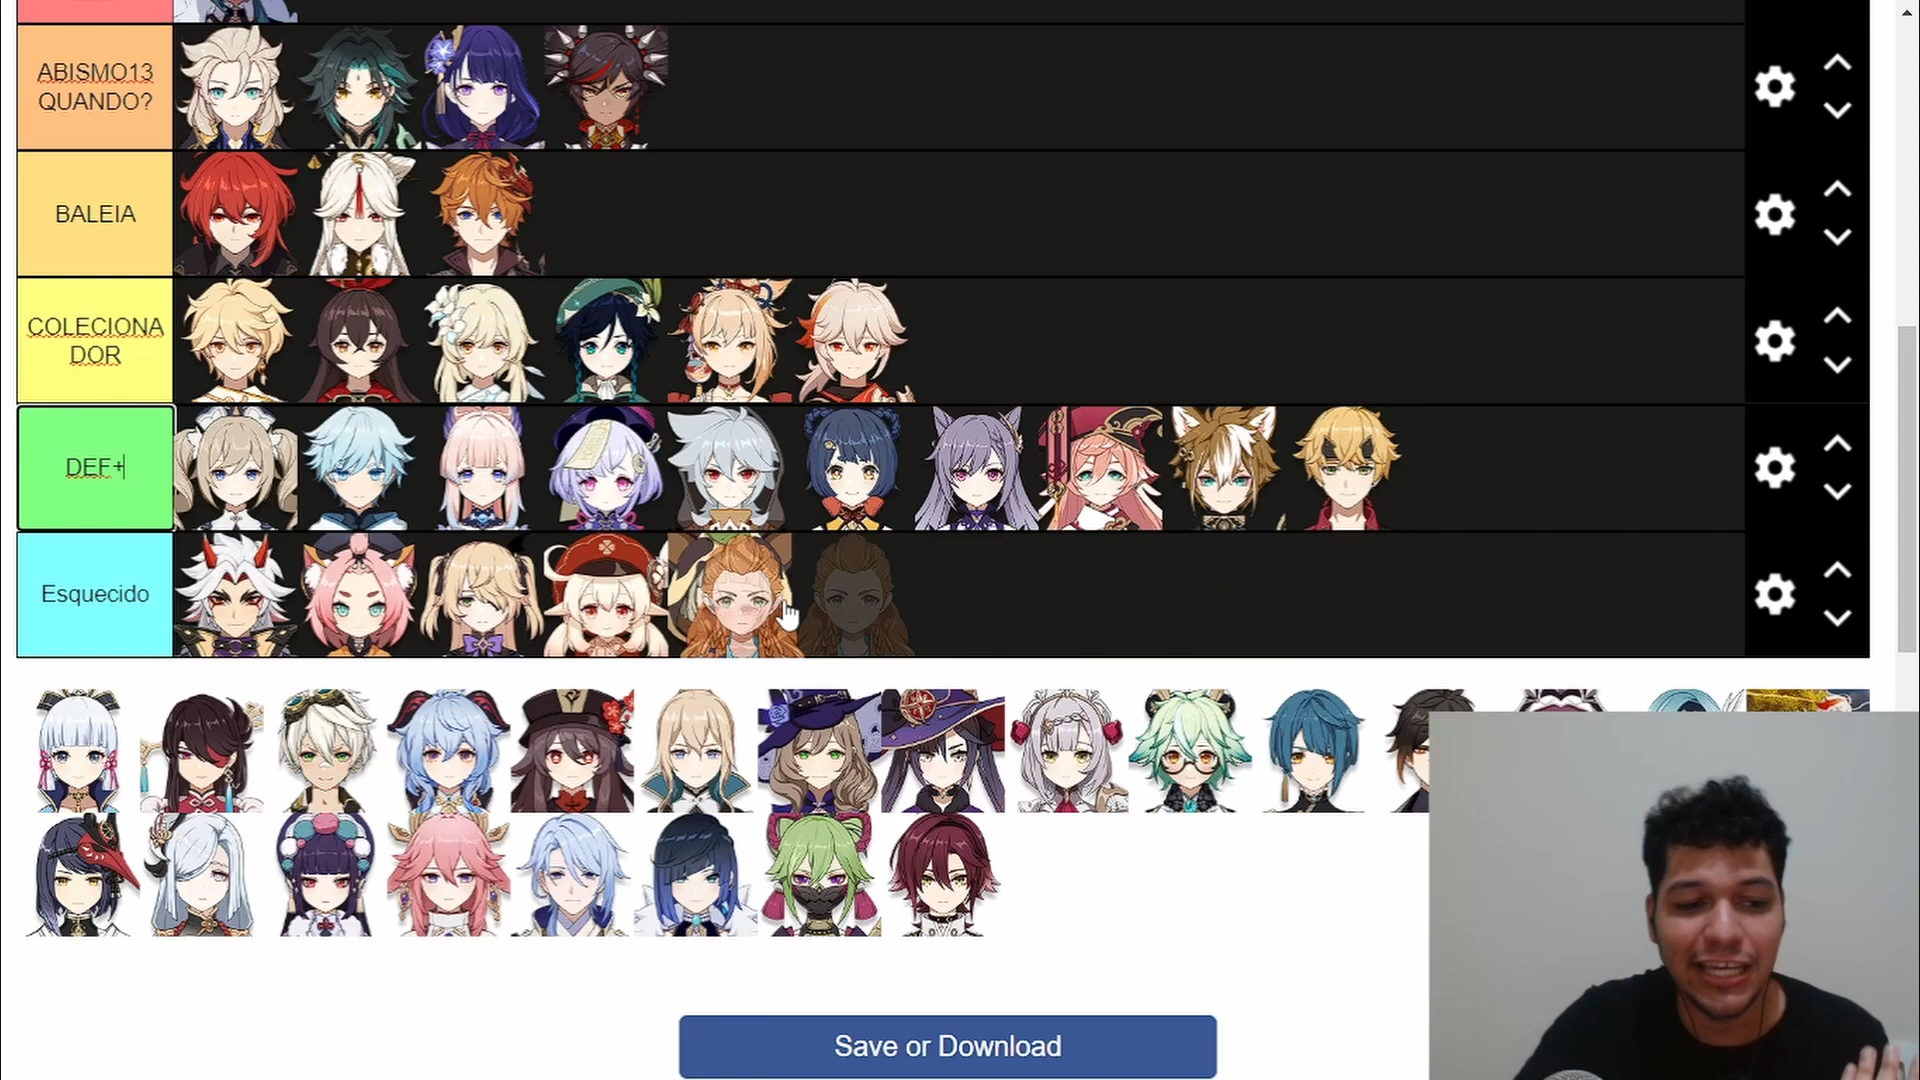 ABISMO13
QUANDO?
BALEIA
COLECIONA
DOR
DEF+
Esquecido
Save or Download